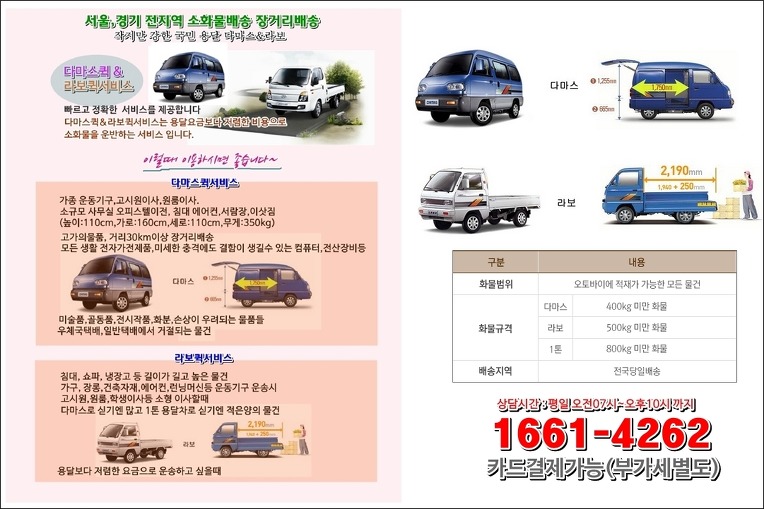 서울,경기 전지역 소화물배송 장거리배송
작지만 강한 국민 용달 다마스&라보
다마스퀵 &
라보퀵서비스
빠르고 정확한 서비스를 제공합니다
다마스퀵&라보퀵서비스는 용달요금보다 저렴한 비용으로
소화물을 운반하는 서비스 입니다.
이럴때 이용하시면 좋습니다~
다마스퀵서비스
가종 운동기구,고시원이사,원룸이사.
소규모 사무실 오피스텔이전, 침대 에어컨,서람장,이삿짐
(높이:110cm,가로:160cm,세로:110cm,무게:350kg)
고가의물품, 거리30km이상 장거리배송
모든 생활 전자가전제품,미세한 충격에도 결함이 생길수 있는 컴퓨터,전산장비등
다마스
1,255mm
1,750mm
665mm
미술품,골동품,전시작품,화분,손상이 우려되는 물품들
우체국택배,일반택배에서 거절되는 물건
라보퀵서비스
침대, 쇼파, 냉장고 등 길이가 길고 높은 물건
가구, 장롱,건축자재,에어컨,런닝머신등 운동기구 운송시
고시원,원룸,학생이사등 소형 이사할때
다마스로 싣기엔 많고 1톤 용달차로 싣기엔 적은양의 물건
라보
2,190mm
1,940 + 250mm
용달보다 저렴한 요금으로 운송하고 싶을때
다마스
❶ 1,255mm
1,750mm
❷ 665mm
라보
2,190mm
1,940 + 250mm
구분 내용
화물범위 오토바이에 적재가 가능한 모든 물건
화물규격 다마스 400kg 미만 화물
라보 500kg 미만 화물
1톤 800kg 미만 화물
배송지역 전국당일배송
상담시간 : 평일 오전07시~오후10시 까지
1661-4262
카드결제가능(부가세별도)